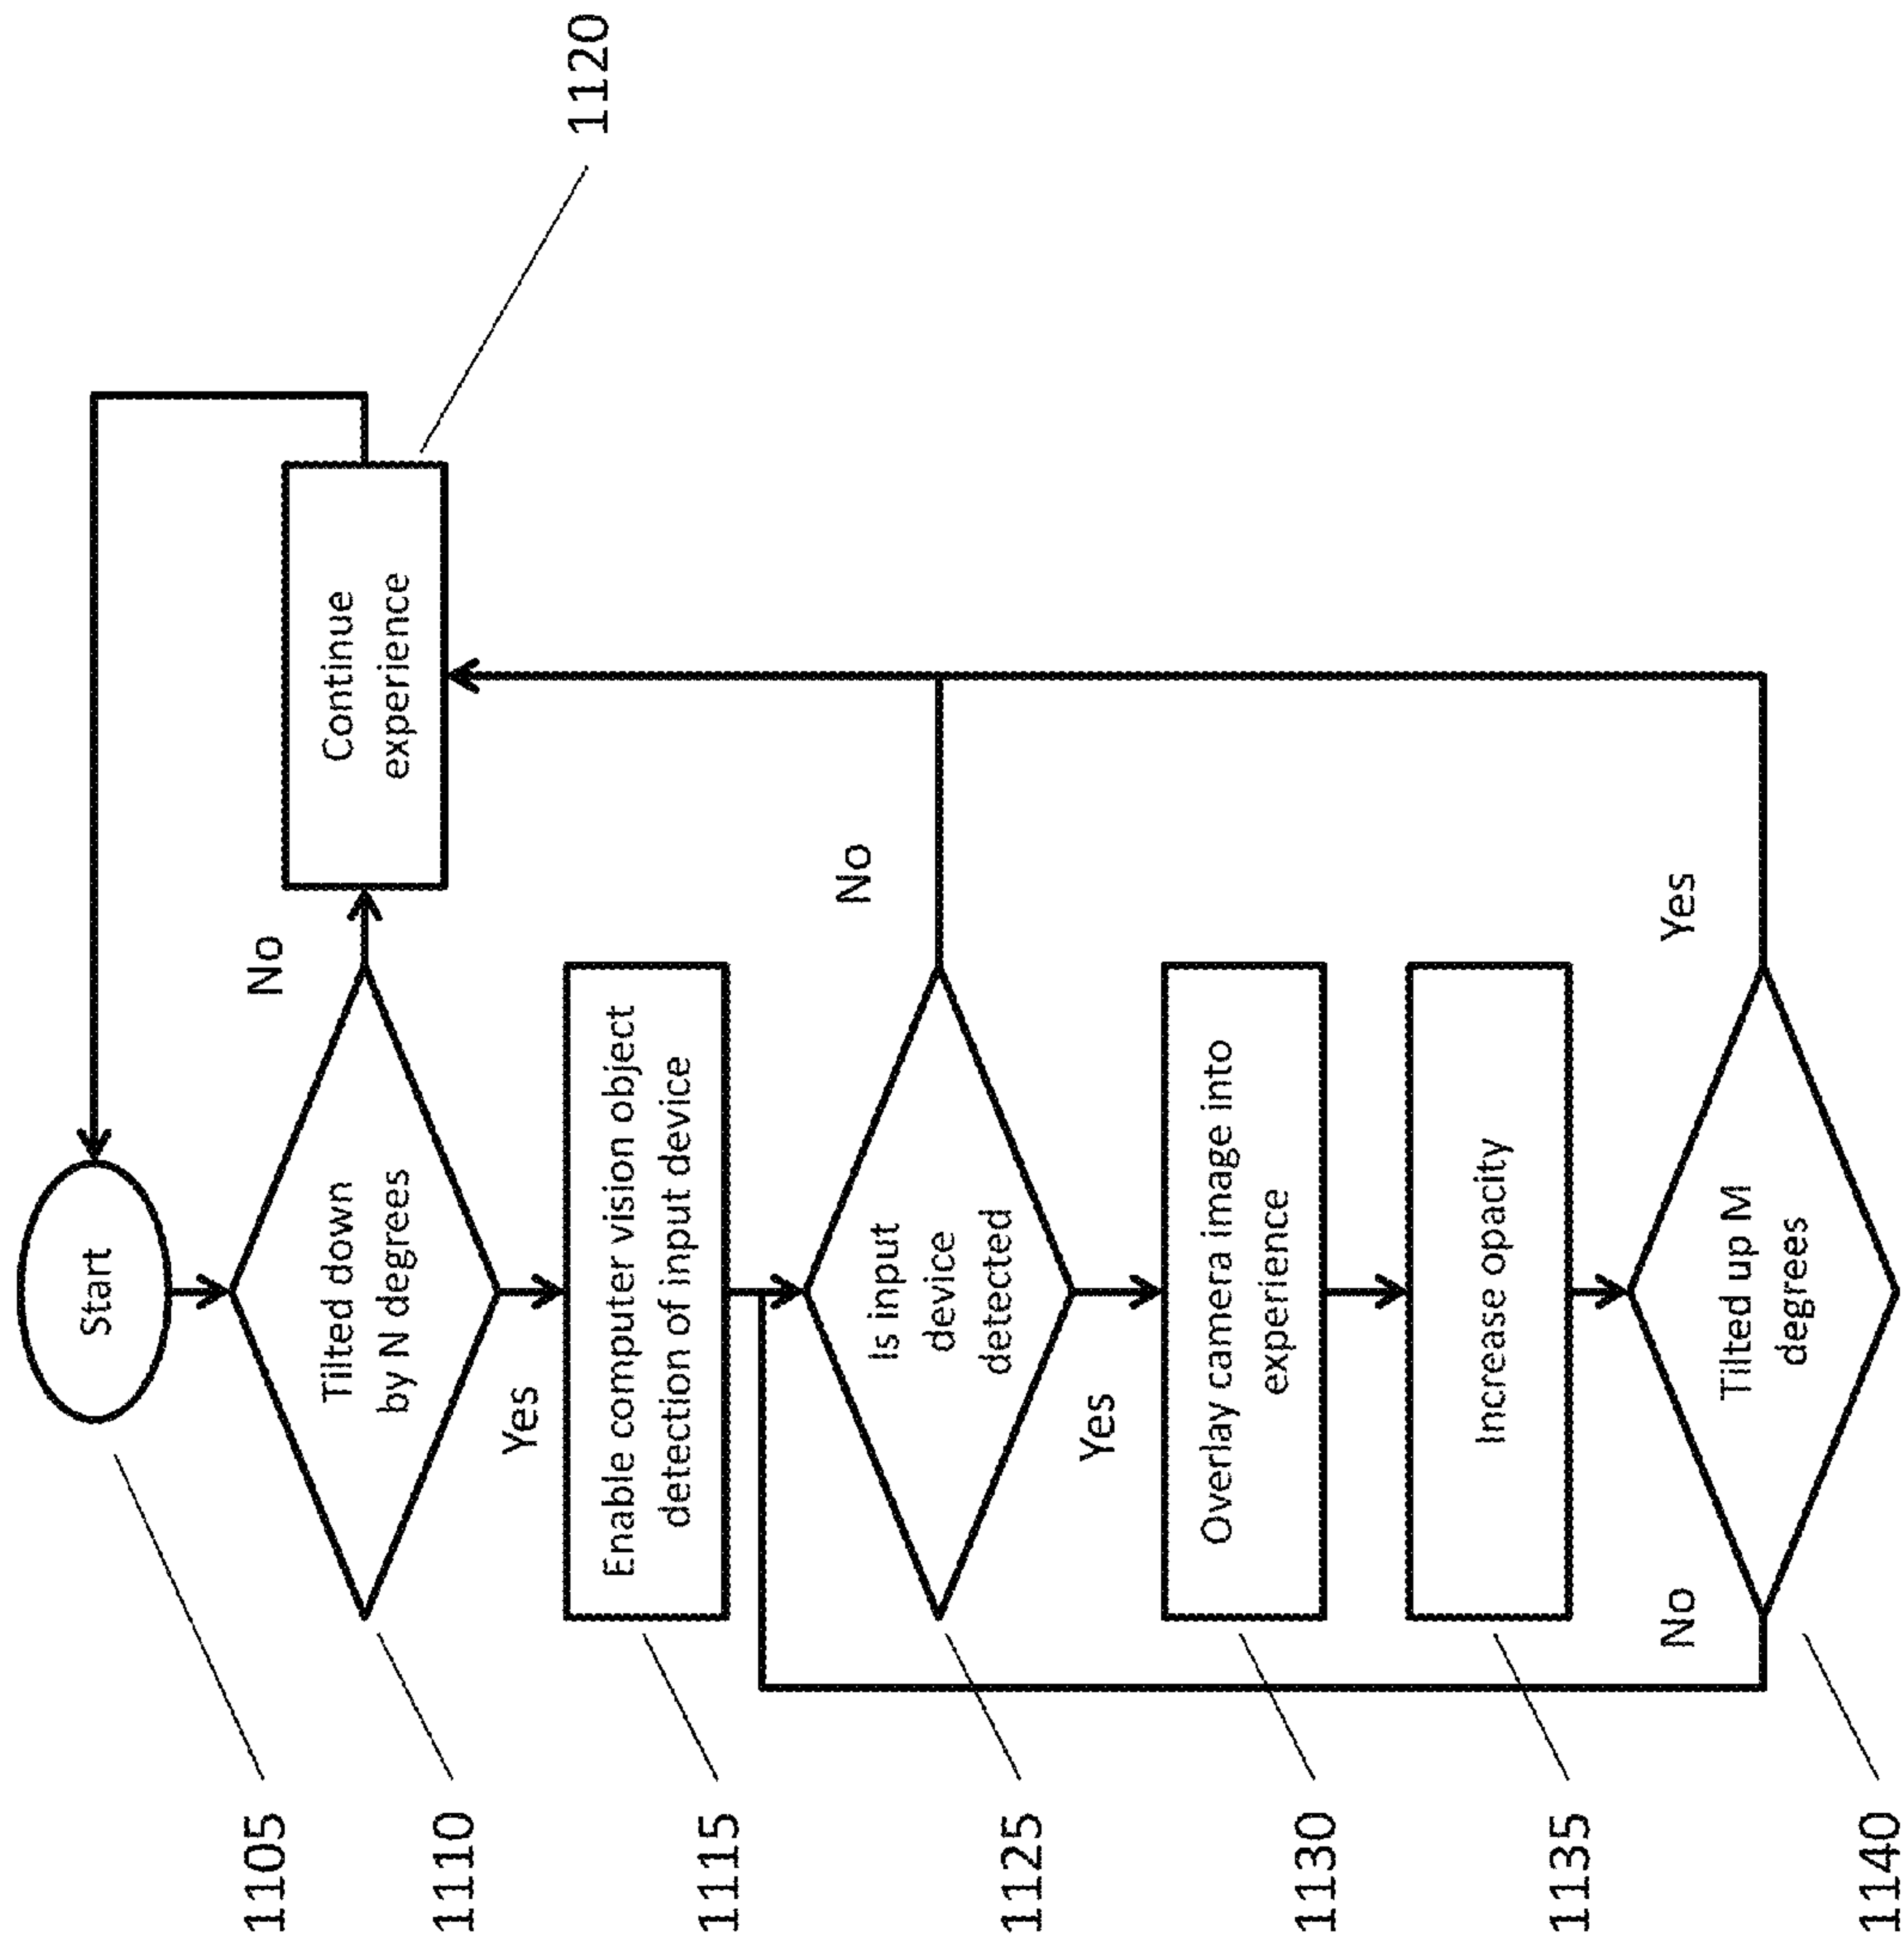 1105
Start
1110
Tilted down
by N degrees
No
Continue
experience
1120
Yes
1115
Enable computer vision object
detection of input device
1125
Is input
device
detected
No
Yes
1130
Overlay camera image into
experience
1135
Increase opacity
1140
No
Tilted up M
degrees
Yes